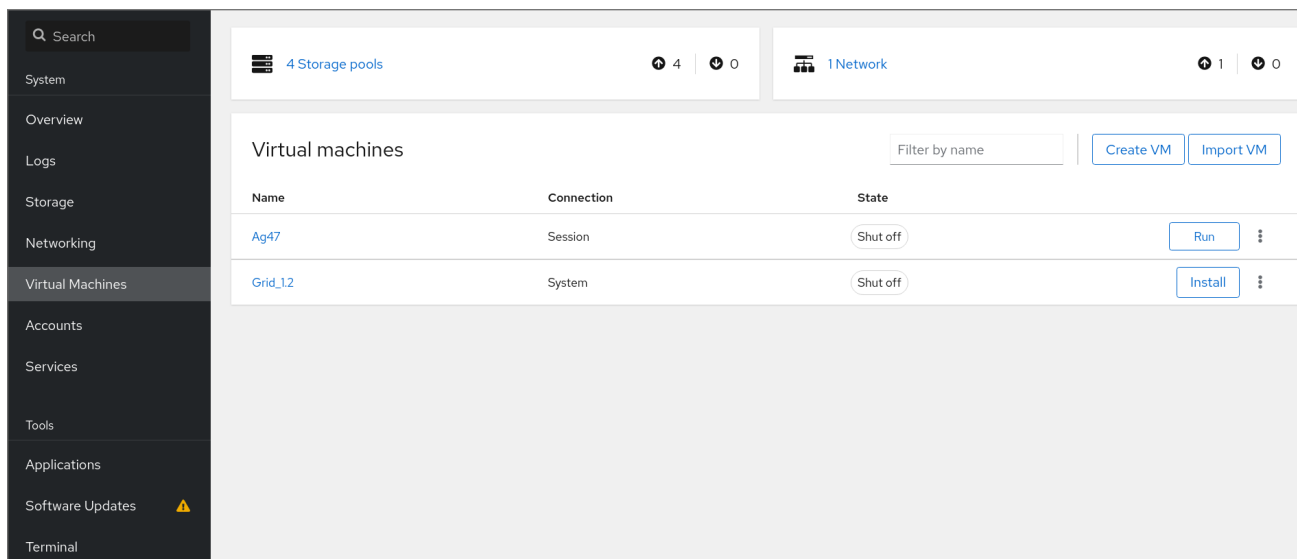 Search
System
Overview
Logs
Storage
Networking
Virtual Machines
Accounts
Services
Tools
Applications
Software Updates
Terminal
4 Storage pools 4 0
1 Network 1 0
Virtual machines Filter by name Create VM Import VM
Name Connection State
Ag47 Session Shut off Run
Grid_1.2 System Shut off Install